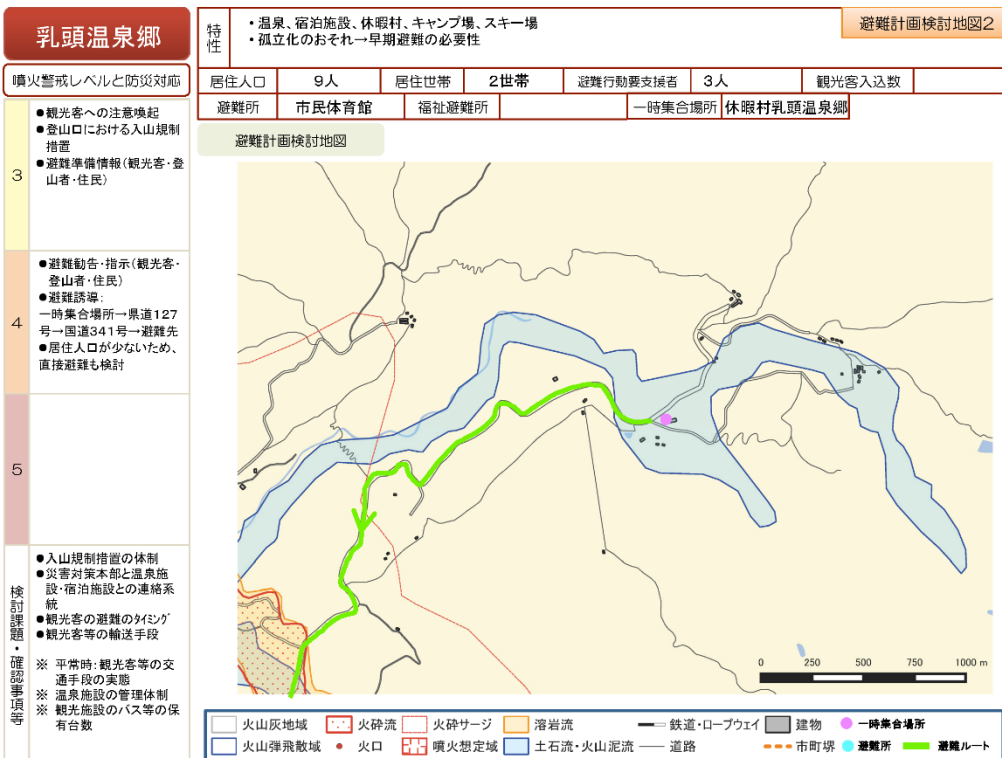 乳頭温泉郷
特性
・温泉、宿泊施設、休暇村、キャンプ場、スキー場
・孤立化のおそれ→早期避難の必要性
避難計画検討地図2
噴火警戒レベルと防災対応
居住人口 9人 居住世帯 2世帯 避難行動要支援者 3人 観光客入込数
避難所 市民体育館 福祉避難所 一時集合場所 休暇村乳頭温泉郷
避難計画検討地図
3
●観光客への注意喚起
●登山口における入山規制
措置
●避難準備情報(観光客・登
山者・住民)
4
●避難勧告・指示(観光客・
登山者・住民)
●避難誘導:
一時集合場所→県道127
号→国道341号→避難先
●居住人口が少ないため、
直接避難も検討
5
検討課題・確認事項等
●入山規制措置の体制
●災害対策本部と温泉施
設・宿泊施設との連絡系
統
●観光客の避難のタイミング
●観光客等の輸送手段
※ 平常時:観光客等の交
通手段の実態
※ 温泉施設の管理体制
※ 観光施設のバス等の保
有台数
0 250 500 750 1000 m
火山灰地域 火砕流 火砕サージ 溶岩流 鉄道・ロープウェイ 建物 一時集合場所
火山弾飛散域 火口 噴火想定域 土石流・火山泥流 道路 市町堺 避難所 避難ルート